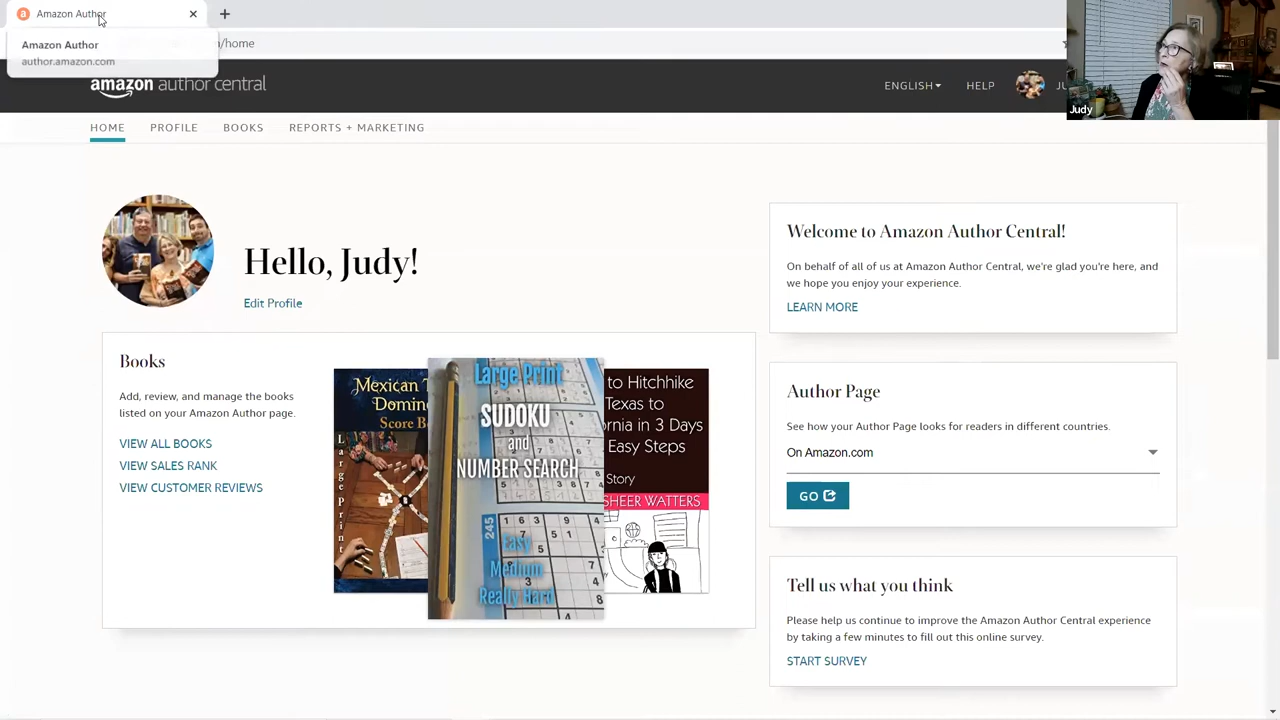 Amazon Author
Amazon Author
author.amazon.com
/home
amazon author central
ENGLISH
HELP
JU
Judy
HOME
PROFILE
BOOKS
REPORTS + MARKETING
Hello, Judy!
Edit Profile
Books
Add, review, and manage the books
listed on your Amazon Author page.
VIEW ALL BOOKS
VIEW SALES RANK
VIEW CUSTOMER REVIEWS
Mexican T
Domin
Score B
Large Print
Large Print
SUDOKU
and
NUMBER SEARCH
245
Easy
Medium
Really Hard
to Hitchhike
Texas to
rnia in 3 Days
Easy Steps
Story
SHEER WATTERS
Welcome to Amazon Author Central!
On behalf of all of us at Amazon Author Central, we're glad you're here, and
we hope you enjoy your experience.
LEARN MORE
Author Page
See how your Author Page looks for readers in different countries.
On Amazon.com
GO
Tell us what you think
Please help us continue to improve the Amazon Author Central experience
by taking a few minutes to fill out this online survey.
START SURVEY